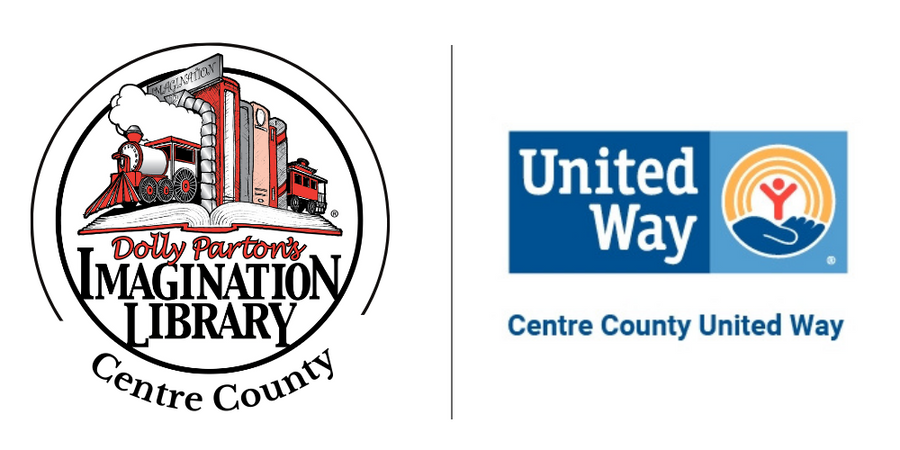 IMAGINATION
Dolly Parton's
IMAGINATION
LIBRARY
®
Centre County
United
Way
®
Centre County United Way